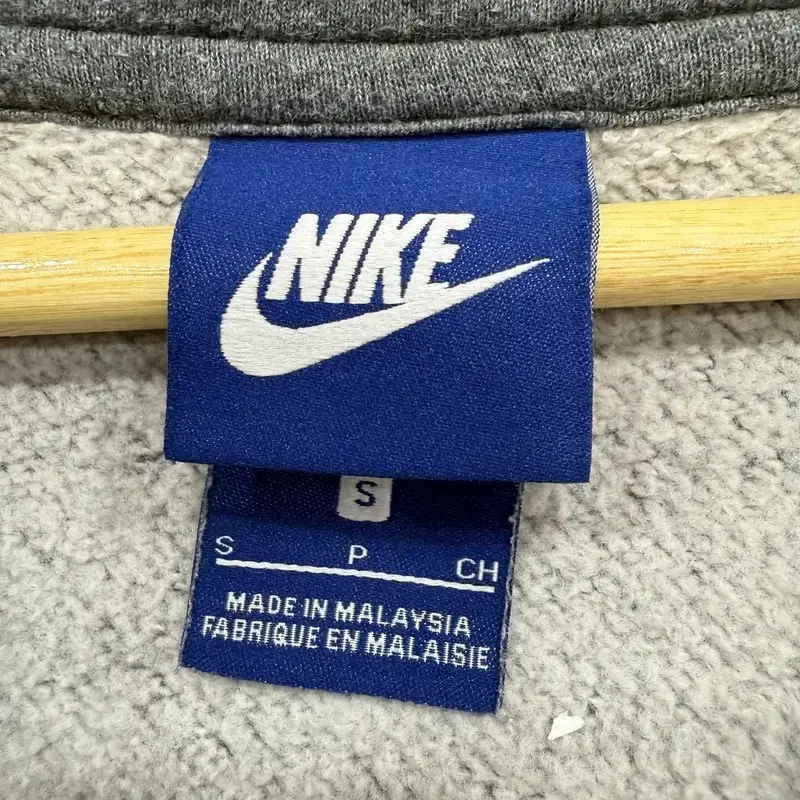 NIKE
S
S P CH
MADE IN MALAYSIA
FABRIQUE EN MALAISIE